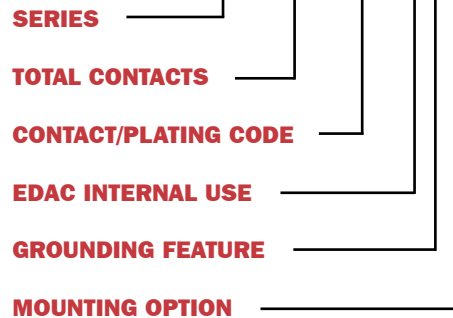 SERIES
TOTAL CONTACTS
CONTACT/PLATING CODE
EDAC INTERNAL USE
GROUNDING FEATURE
MOUNTING OPTION